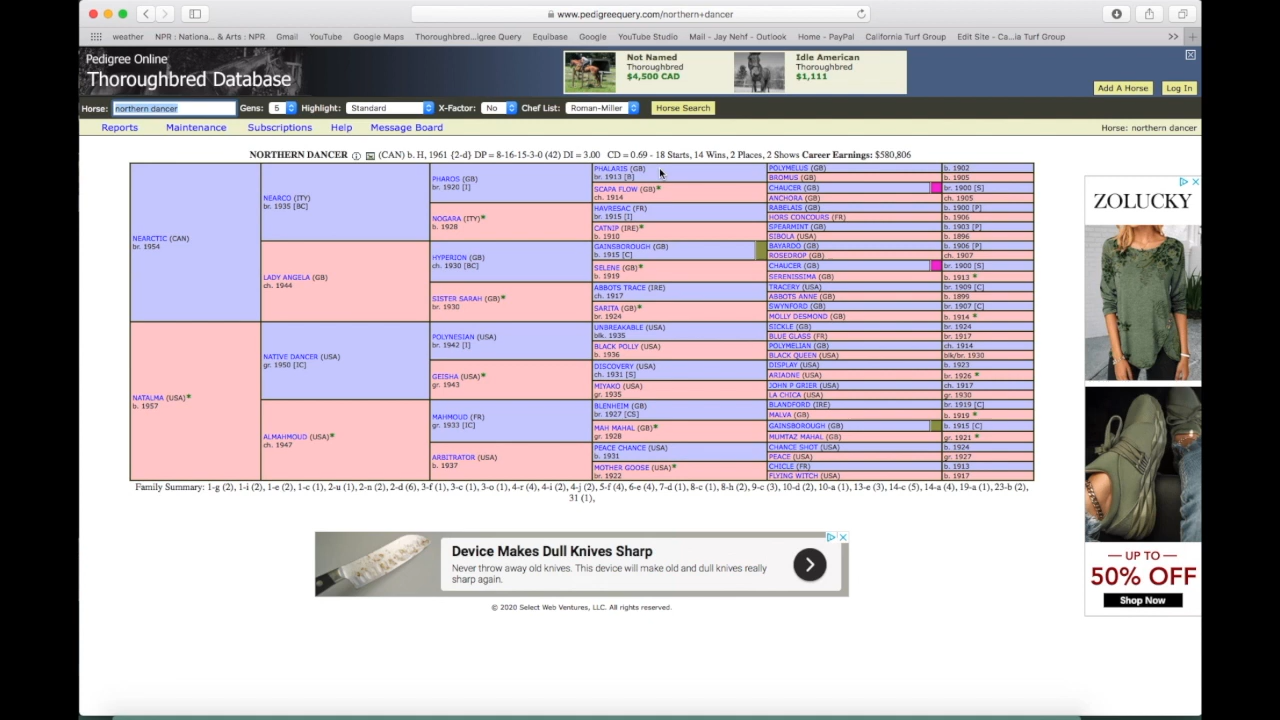 www.pedigreequery.com/northern+dancer
weather NPR : Nationa... & Arts : NPR Gmail YouTube Google Maps Thoroughbred...lgree Query Equibase Google YouTube Studio Mail - Jay Nehf - Outlook Home - PayPal California Turf Group Edit Site - Ca...ia Turf Group
Pedigree Online
Thoroughbred Database
Not Named
Thoroughbred
$4,500 CAD
Idle American
Thoroughbred
$1,111
Add A Horse Log In
Horse: northern dancer Gens: 5 Highlight: Standard X-Factor: No Chef List: Roman-Miller Horse Search
Reports Maintenance Subscriptions Help Message Board Horse: northern dancer
NORTHERN DANCER (CAN) b. H, 1961 {2-d} DP = 8-16-15-3-0 (42) DI = 3.00 CD = 0.69 - 18 Starts, 14 Wins, 2 Places, 2 Shows Career Earnings: $580,806
NEARCTIC (CAN)
br. 1954
NATALMA (USA)*
b. 1957
NEARCO (ITY)
br. 1935 [BC]
LADY ANGELA (GB)
ch. 1944
NATIVE DANCER (USA)
gr. 1950 [IC]
ALMAHMOUD (USA)*
ch. 1947
PHAROS (GB)
br. 1920 [I]
NOGARA (ITY)*
b. 1928
HYPERION (GB)
ch. 1930 [BC]
SISTER SARAH (GB)*
br. 1930
POLYNESIAN (USA)
br. 1942 [I]
GEISHA (USA)*
gr. 1943
MAHMOUD (FR)
gr. 1933 [IC]
ARBITRATOR (USA)
b. 1937
PHALARIS (GB)
br. 1913 [B]
SCAPA FLOW (GB)*
ch. 1914
HAVRESAC (FR)
br. 1915 [I]
CATNIP (IRE)*
b. 1910
GAINSBOROUGH (GB)
b. 1915 [C]
SELENE (GB)*
b. 1919
ABBOTS TRACE (IRE)
ch. 1917
SARITA (GB)*
br. 1924
UNBREAKABLE (USA)
blk. 1935
BLACK POLLY (USA)
b. 1936
DISCOVERY (USA)
ch. 1931 [S]
MIYAKO (USA)
gr. 1935
BLENHEIM (GB)
br. 1927 [CS]
MAH MAHAL (GB)*
gr. 1928
PEACE CHANCE (USA)
b. 1931
MOTHER GOOSE (USA)*
br. 1922
POLYMELUS (GB) b. 1902
BROMUS (GB) b. 1905
CHAUCER (GB) br. 1900 [S]
ANCHORA (GB) ch. 1905
RABELAIS (GB) b. 1900 [P]
HORS CONCOURS (FR) b. 1906
SPEARMINT (GB) b. 1903 [P]
SIBOLA (USA) b. 1896
BAYARDO (GB) b. 1906 [P]
ROSEDROP (GB) ch. 1907
CHAUCER (GB) br. 1900 [S]
SERENISSIMA (GB) b. 1913 *
TRACERY (USA) br. 1909 [C]
ABBOTS ANNE (GB) b. 1899
SWYNFORD (GB) br. 1907 [C]
MOLLY DESMOND (GB) b. 1914 *
SICKLE (GB) br. 1924
BLUE GLASS (FR) br. 1917
POLYMELIAN (GB) ch. 1914
BLACK QUEEN (USA) blk/br. 1930
DISPLAY (USA) b. 1923
ARIADNE (USA) br. 1926 *
JOHN P GRIER (USA) ch. 1917
LA CHICA (USA) gr. 1930
BLANDFORD (IRE) br. 1919 [C]
MALVA (GB) b. 1919 *
GAINSBOROUGH (GB) b. 1915 [C]
MUMTAZ MAHAL (GB) gr. 1921 *
CHANCE SHOT (USA) b. 1924
PEACE (USA) gr. 1927
CHICLE (FR) b. 1913
FLYING WITCH (USA) b. 1917
Family Summary: 1-g (2), 1-i (2), 1-e (2), 1-c (1), 2-u (1), 2-n (2), 2-d (6), 3-f (1), 3-c (1), 3-o (1), 4-r (4), 4-i (2), 4-j (2), 5-f (4), 6-e (4), 7-d (1), 8-c (1), 8-h (2), 9-c (3), 10-d (2), 10-a (1), 13-e (3), 14-c (5), 14-a (4), 19-a (1), 23-b (2),
31 (1),
Device Makes Dull Knives Sharp
Never throw away old knives. This device will make old and dull knives really
sharp again.
© 2020 Select Web Ventures, LLC. All rights reserved.
ZOLUCKY
— UP TO —
50% OFF
Shop Now